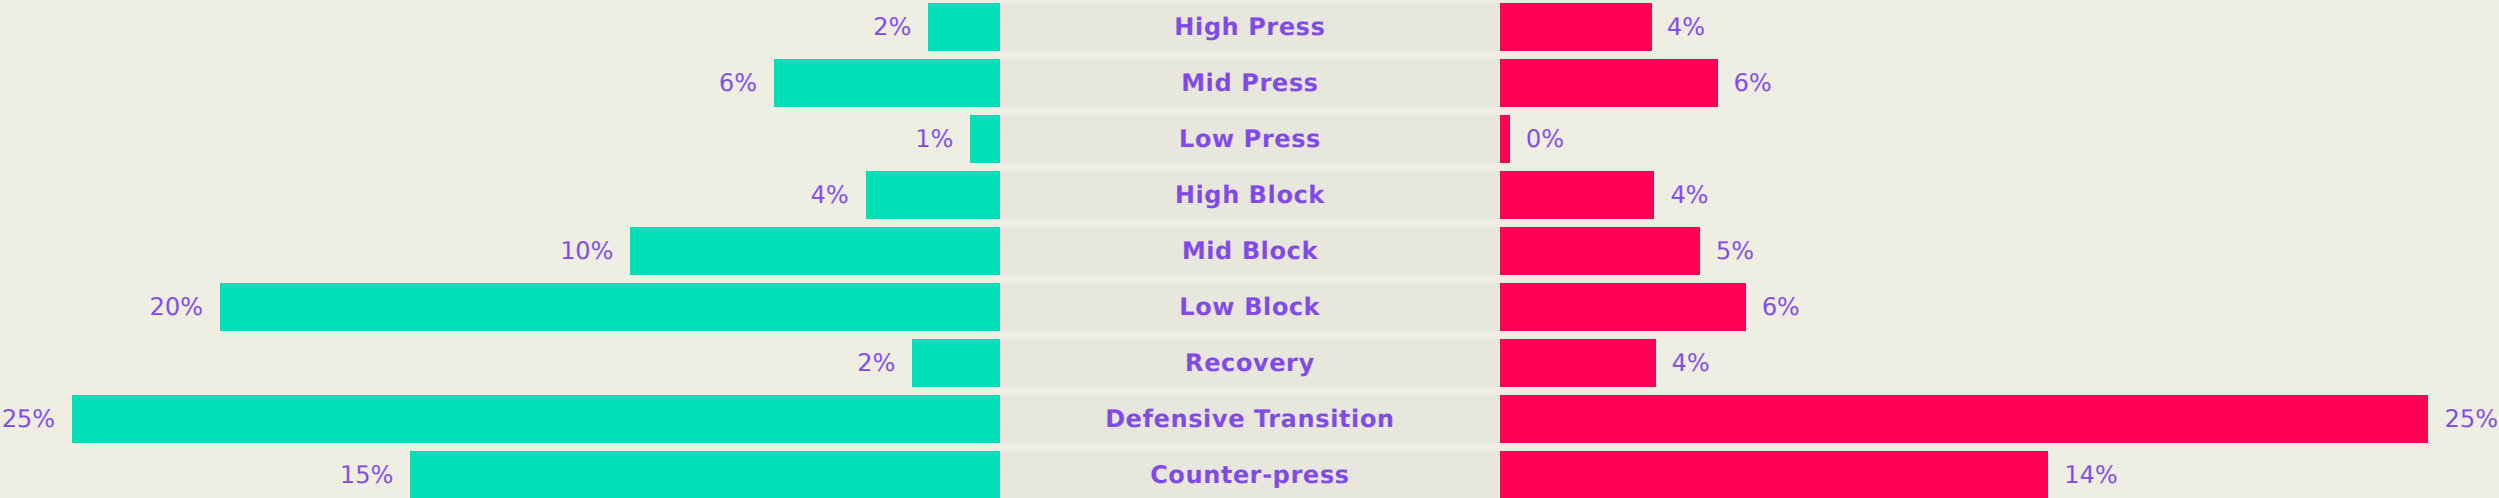 2% High Press 4%
6% Mid Press 6%
1% Low Press 0%
4% High Block 4%
10% Mid Block 5%
20% Low Block 6%
2% Recovery 4%
25% Defensive Transition 25%
15% Counter-press 14%